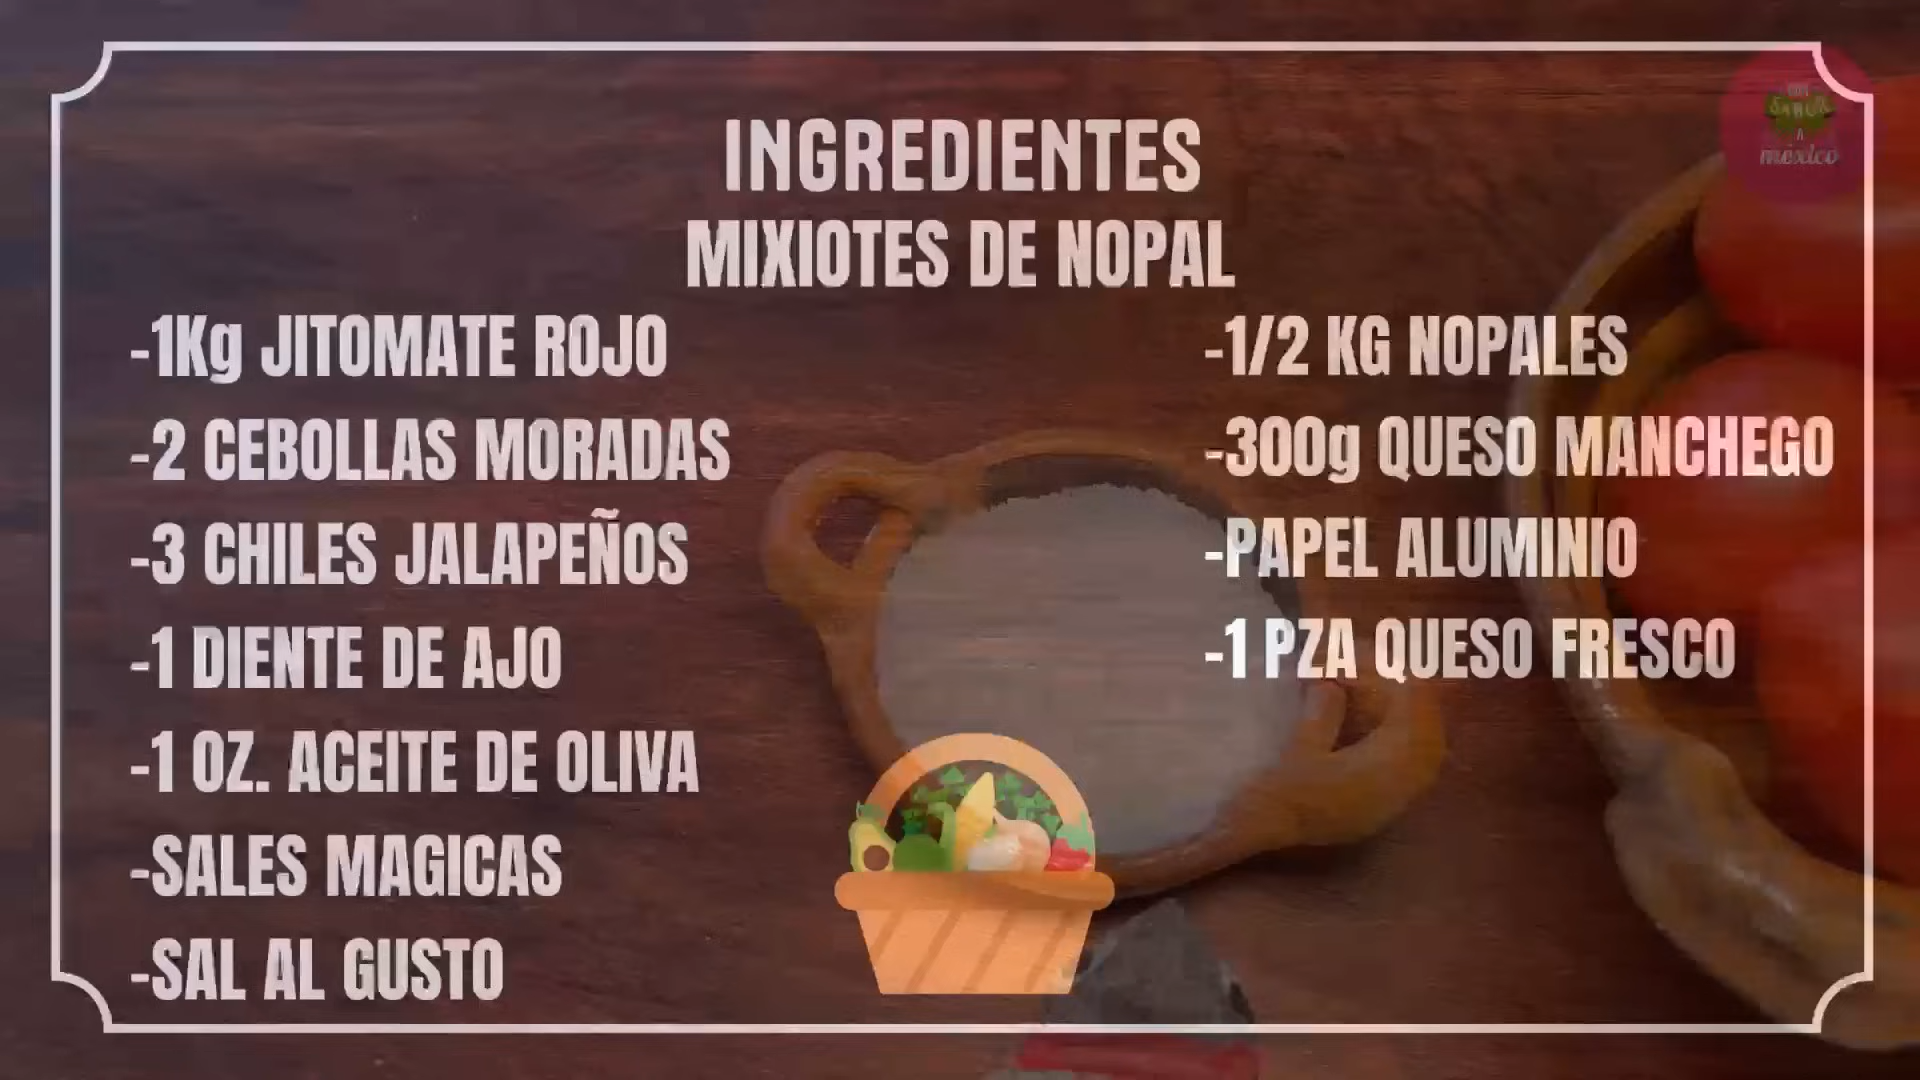 INGREDIENTES
MIXIOTES DE NOPAL
-1Kg JITOMATE ROJO
-2 CEBOLLAS MORADAS
-3 CHILES JALAPEÑOS
-1 DIENTE DE AJO
-1 OZ. ACEITE DE OLIVA
-SALES MAGICAS
-SAL AL GUSTO
-1/2 KG NOPALES
-300g QUESO MANCHEGO
-PAPEL ALUMINIO
-1 PZA QUESO FRESCO
SABOR
A
méxico